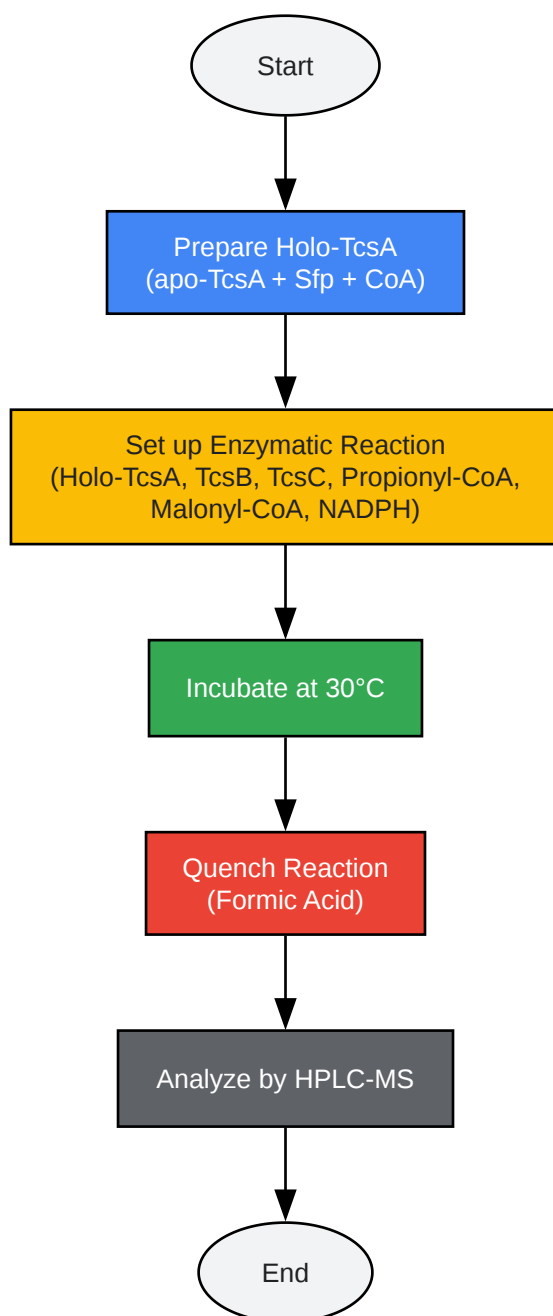 Start
Prepare Holo-TcsA
(apo-TcsA + Sfp + CoA)
Set up Enzymatic Reaction
(Holo-TcsA, TcsB, TcsC, Propionyl-CoA,
Malonyl-CoA, NADPH)
Incubate at 30°C
Quench Reaction
(Formic Acid)
Analyze by HPLC-MS
End